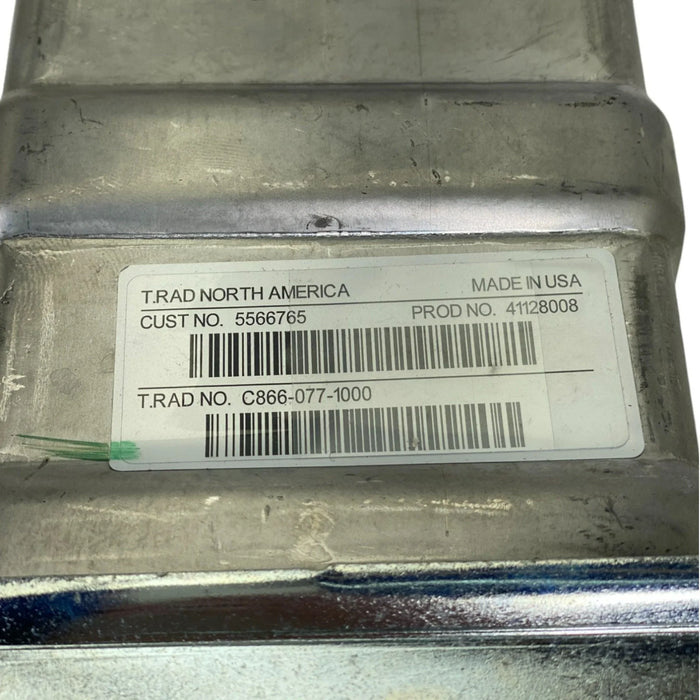 T.RAD NORTH AMERICA MADE IN USA
CUST NO. 5566765 PROD NO. 41128008
T.RAD NO. C866-077-1000